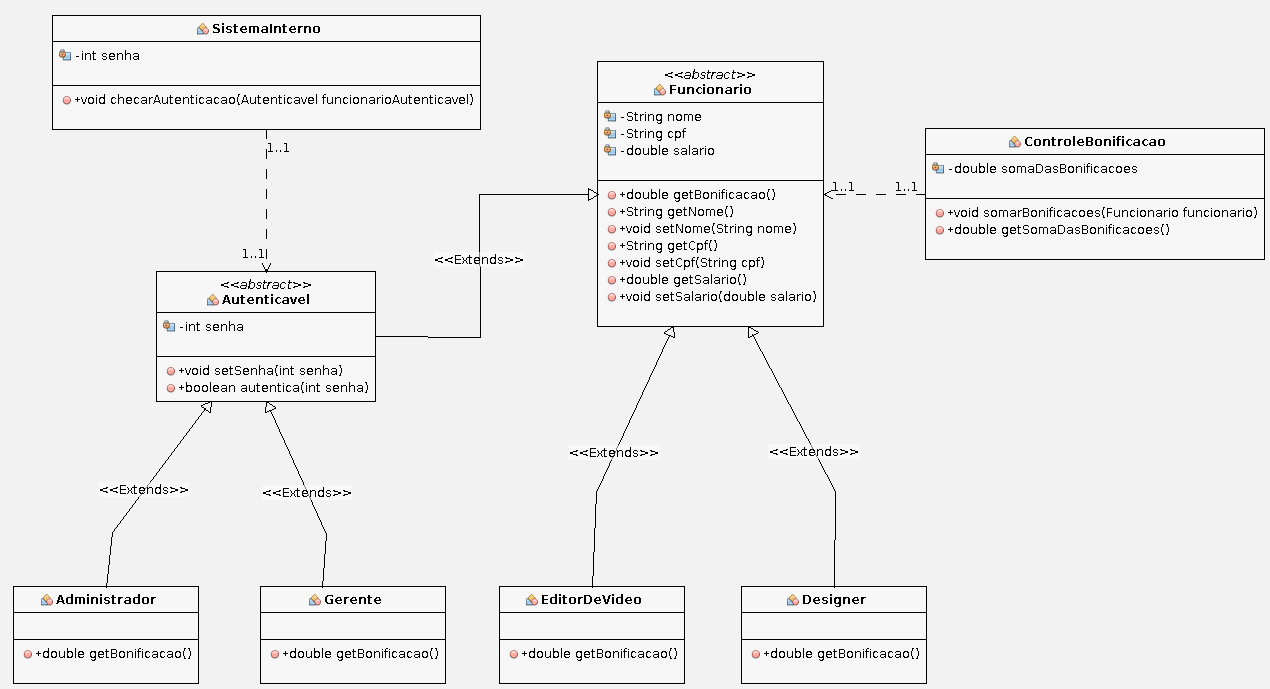 SistemaInterno
-int senha
+void checarAutenticacao(Autenticavel funcionarioAutenticavel)
1..1
1..1
<<abstract>>
Autenticavel
-int senha
+void setSenha(int senha)
+boolean autentica(int senha)
<<Extends>>
<<abstract>>
Funcionario
-String nome
-String cpf
-double salario
+double getBonificacao()
+String getNome()
+void setNome(String nome)
+String getCpf()
+void setCpf(String cpf)
+double getSalario()
+void setSalario(double salario)
1..1
1..1
ControleBonificacao
-double somaDasBonificacoes
+void somarBonificacoes(Funcionario funcionario)
+double getSomaDasBonificacoes()
<<Extends>>
<<Extends>>
<<Extends>>
<<Extends>>
Administrador
+double getBonificacao()
Gerente
+double getBonificacao()
EditorDeVideo
+double getBonificacao()
Designer
+double getBonificacao()